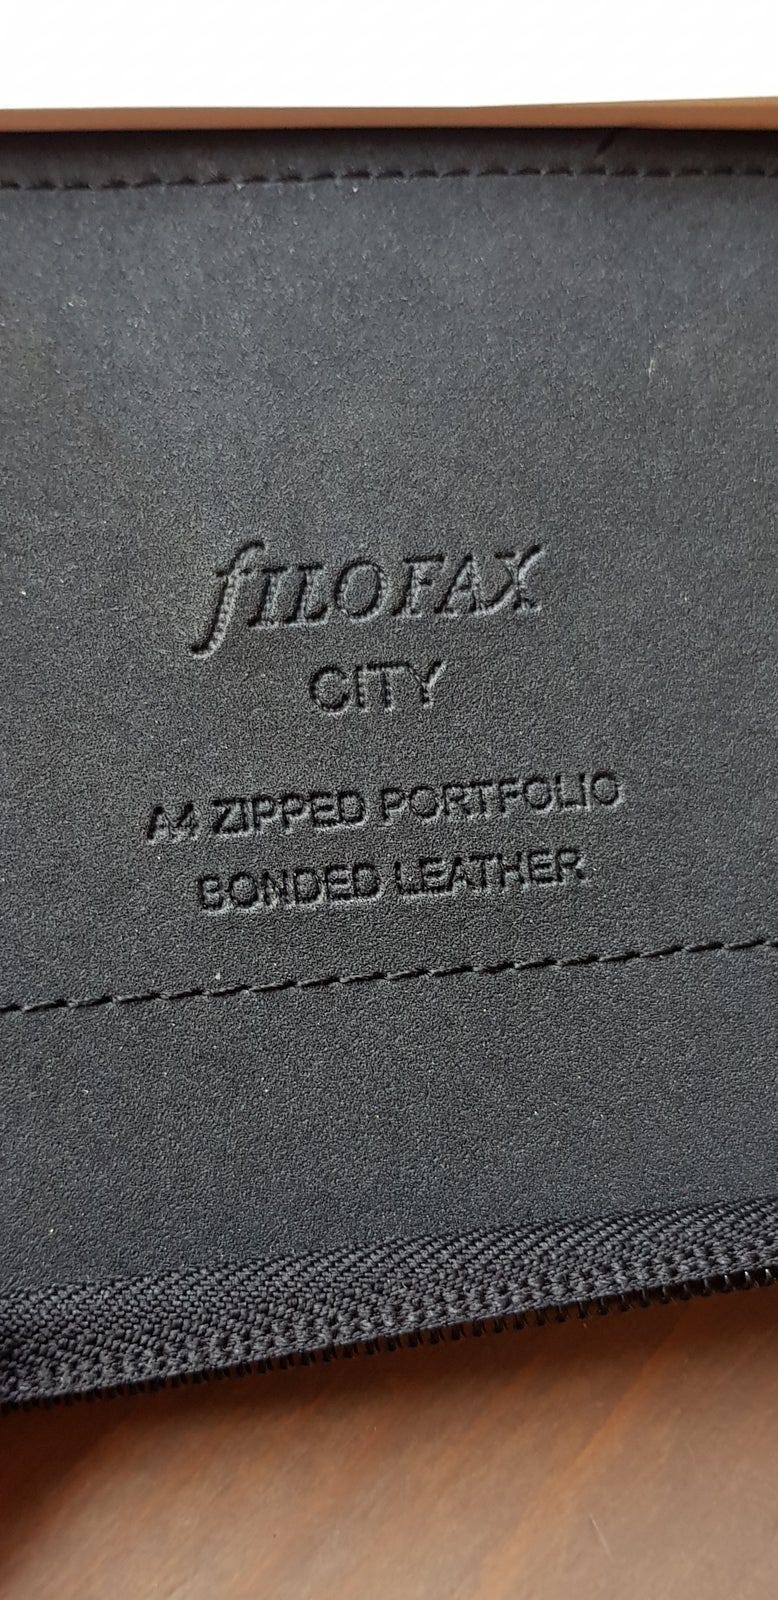 fILOFAX
CITY
A4 ZIPPED PORTFOLIO
BONDED LEATHER